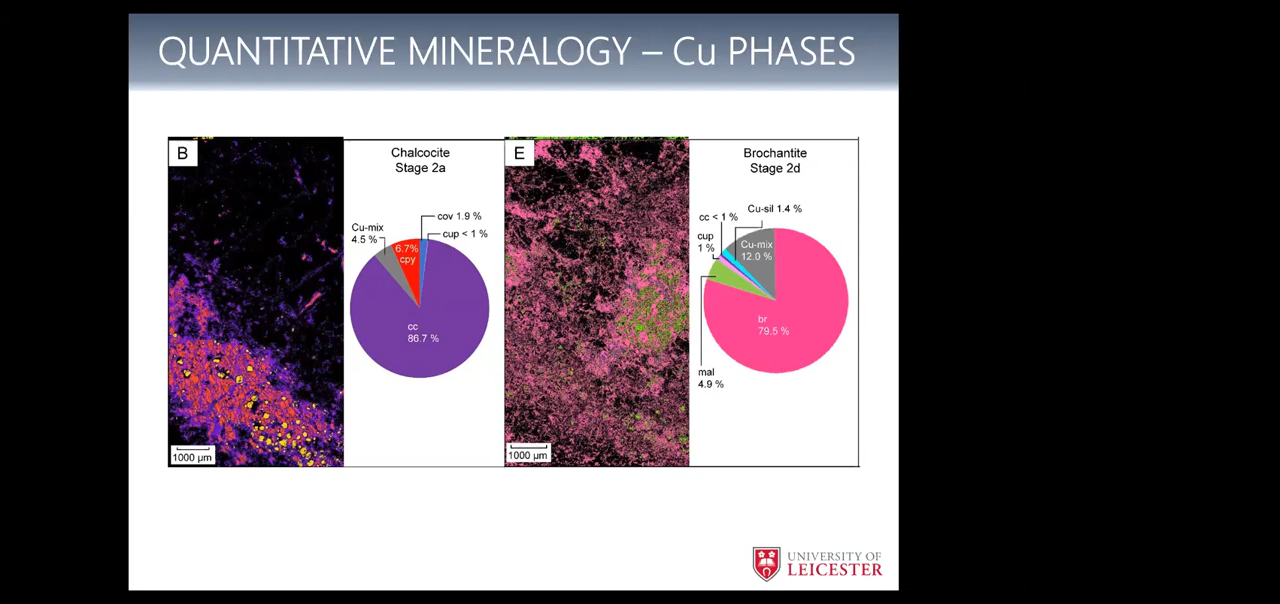 QUANTITATIVE MINERALOGY – Cu PHASES
B
Chalcocite
Stage 2a
cov 1.9 %
cup < 1 %
Cu-mix
4.5 %
6.7%
cpy
cc
86.7 %
1000 µm
E
Brochantite
Stage 2d
Cu-sil 1.4 %
cc < 1 %
cup
1 %
Cu-mix
12.0 %
br
79.5 %
mal
4.9 %
1000 µm
UNIVERSITY OF
LEICESTER